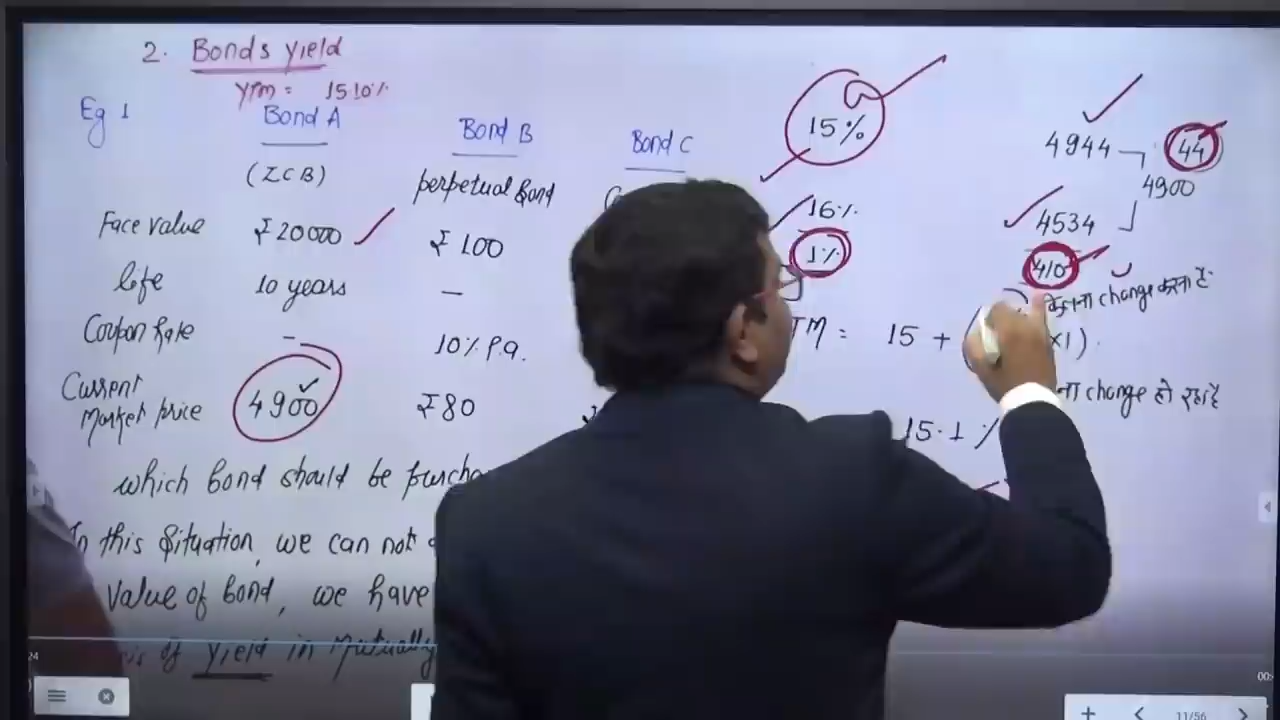 2. Bonds yield
YTM = 15.10%
Eg 1
Bond A
Bond B
Bond C
(ZCB)
perpetual Bond
Face Value
₹20000
₹100
life
10 years
—
Coupon Rate
—
10% p.a.
Current
Market price
4900
₹80
which bond should be
In this situation, we can not
Value of bond, we have
of yield in Mutually
15%
16%
1%
TM = 15 +
×1)
15.1%
4944
44
4900
4534
410
change करता है
change हो रहा है
11/56